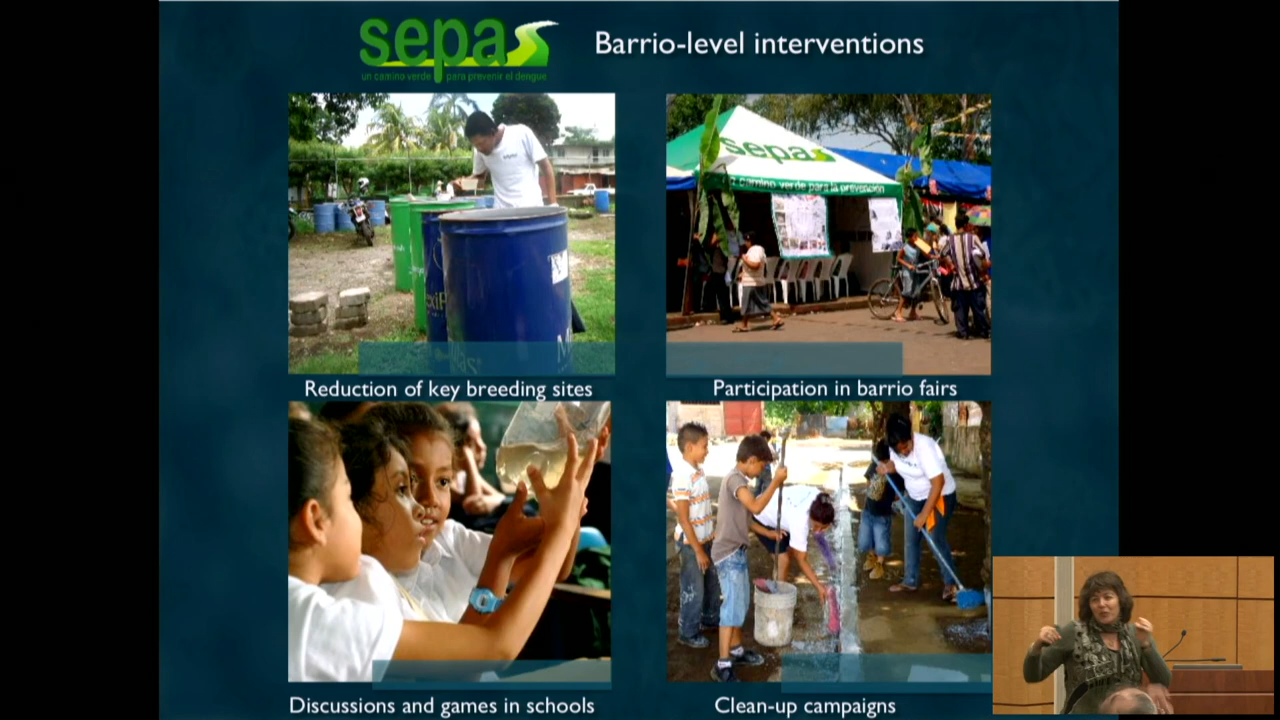 sepa
un camino verde para prevenir el dengue
Barrio-level interventions
sepa
camino verde para la prevención
Reduction of key breeding sites
Participation in barrio fairs
Discussions and games in schools
Clean-up campaigns